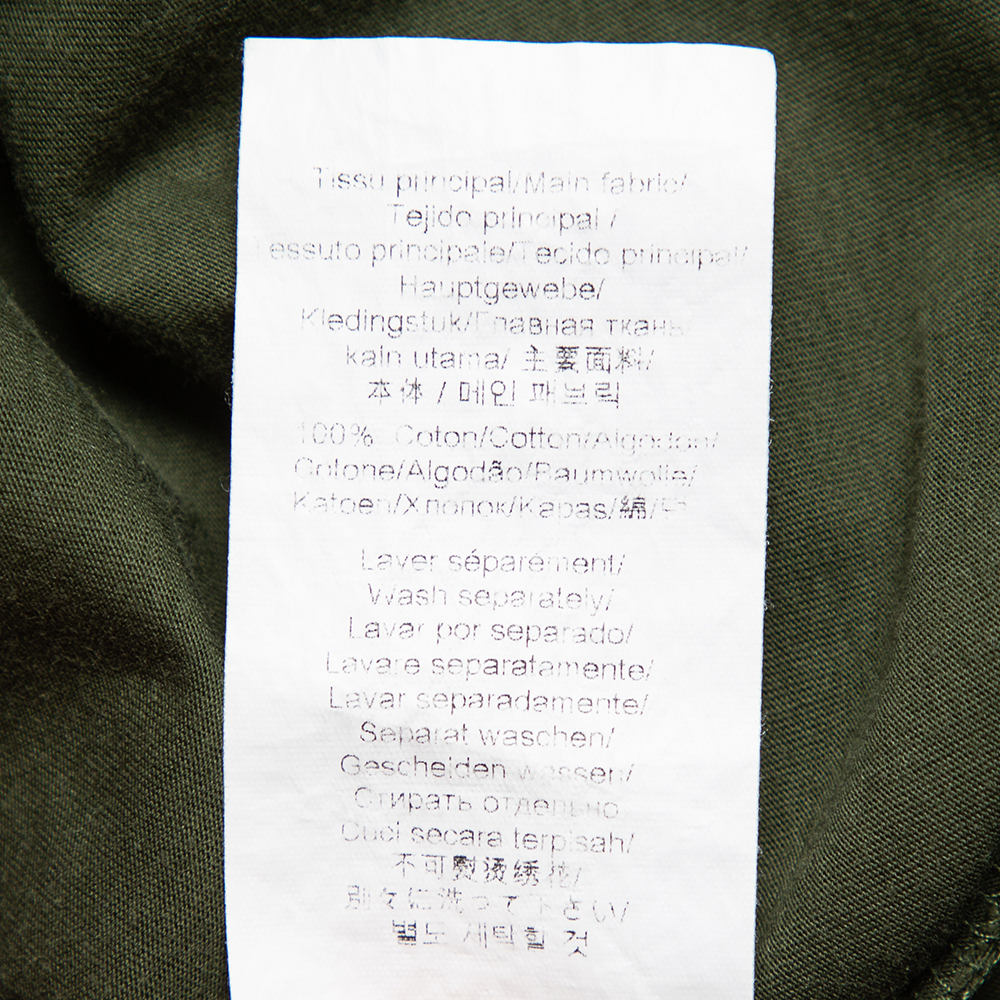 Tissu principal/Main fabric/
Tejido principal /
Tessuto principale/Tecido principal/
Hauptgewebe/
Kledingstuk/Главная ткань/
kain utama/ 主要面料/
本体 / 메인 패브릭
100% Coton/Cotton/Algodon/
Cotone/Algodão/Baumwolle/
Katoen/Хлопок/Kapas/綿/
Laver séparément/
Wash separately/
Lavar por separado/
Lavare separatamente/
Lavar separadamente/
Separat waschen/
Gescheiden wassen/
Стирать отдельно
Cuci secara terpisah/
不可熨烫绣花/
別々に洗って下さい/
별도 세탁할 것